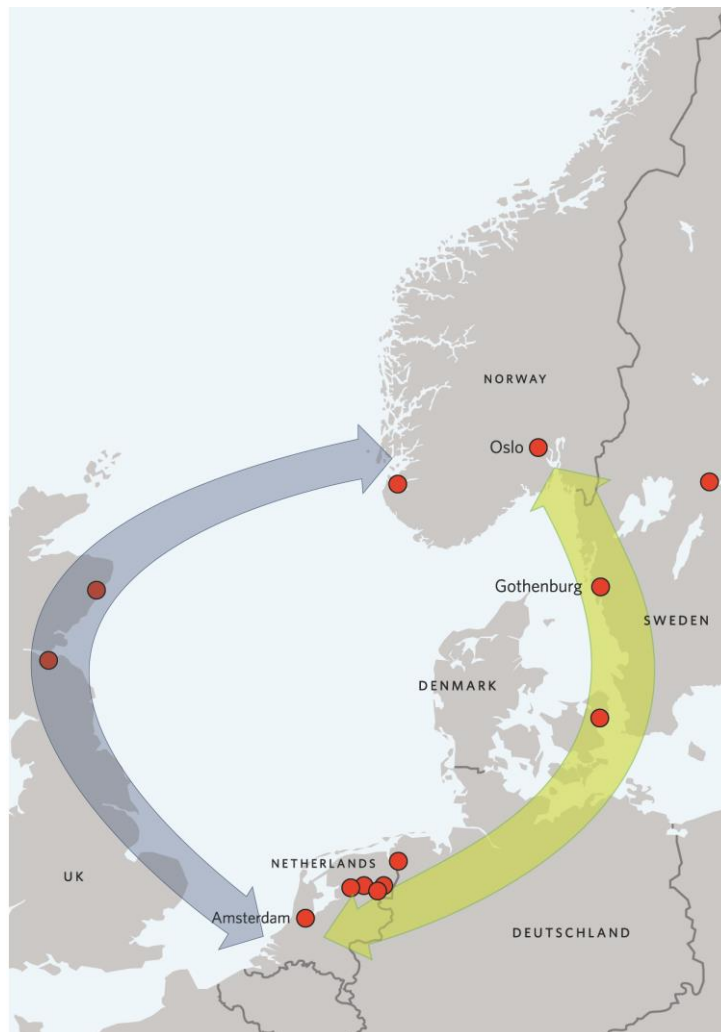 NORWAY
Oslo
Gothenburg
SWEDEN
DENMARK
NETHERLANDS
UK
Amsterdam
DEUTSCHLAND